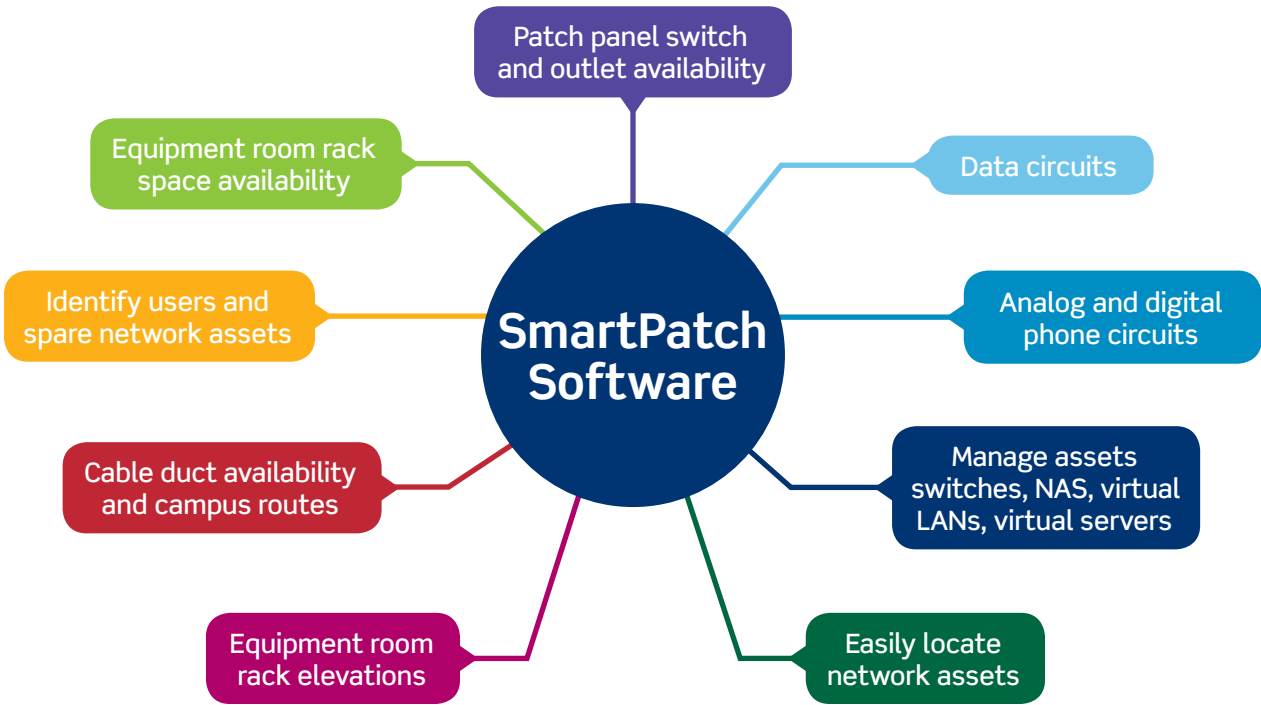 Patch panel switch
and outlet availability
Equipment room rack
space availability
Data circuits
Identify users and
spare network assets
Analog and digital
phone circuits
SmartPatch
Software
Cable duct availability
and campus routes
Manage assets
switches, NAS, virtual
LANs, virtual servers
Equipment room
rack elevations
Easily locate
network assets